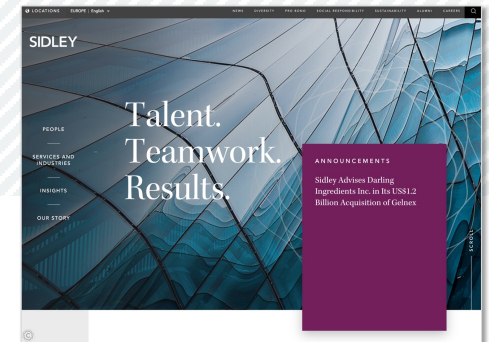 LOCATIONS EUROPE | English NEWS DIVERSITY PRO BONO SOCIAL RESPONSIBILITY SUSTAINABILITY ALUMNI CAREERS
SIDLEY
PEOPLE
SERVICES AND
INDUSTRIES
INSIGHTS
OUR STORY
Talent.
Teamwork.
Results.
ANNOUNCEMENTS
Sidley Advises Darling
Ingredients Inc. in Its US$1.2
Billion Acquisition of Gelnex
SCROLL
©